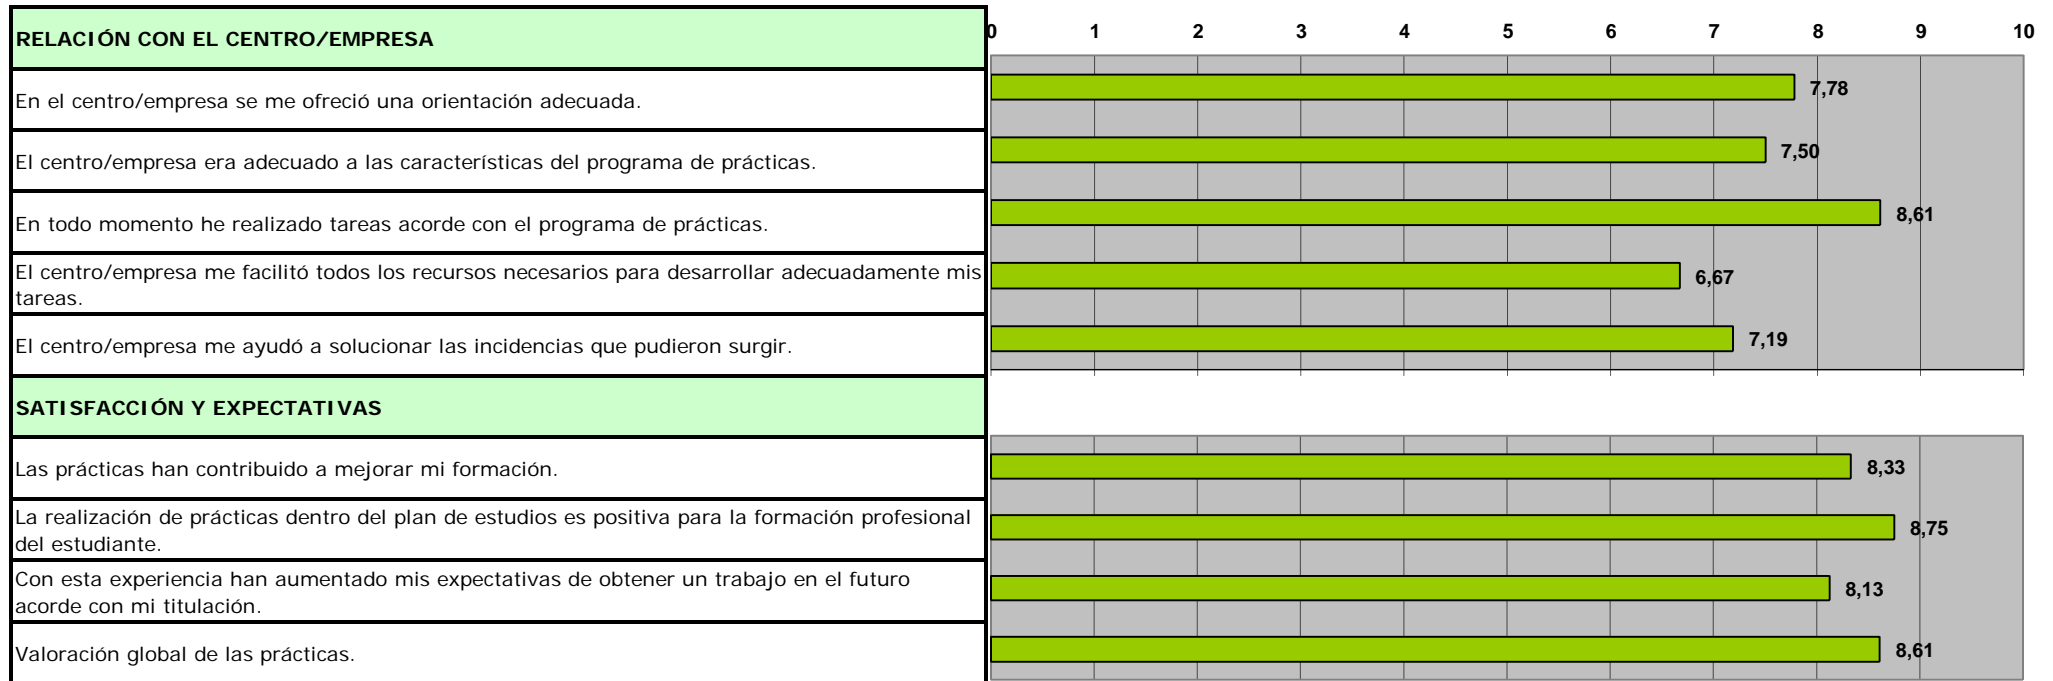 RELACIÓN CON EL CENTRO/EMPRESA
0 1 2 3 4 5 6 7 8 9 10
En el centro/empresa se me ofreció una orientación adecuada.
7,78
El centro/empresa era adecuado a las características del programa de prácticas.
7,50
En todo momento he realizado tareas acorde con el programa de prácticas.
8,61
El centro/empresa me facilitó todos los recursos necesarios para desarrollar adecuadamente mis
tareas.
6,67
El centro/empresa me ayudó a solucionar las incidencias que pudieron surgir.
7,19
SATISFACCIÓN Y EXPECTATIVAS
Las prácticas han contribuido a mejorar mi formación.
8,33
La realización de prácticas dentro del plan de estudios es positiva para la formación profesional
del estudiante.
8,75
Con esta experiencia han aumentado mis expectativas de obtener un trabajo en el futuro
acorde con mi titulación.
8,13
Valoración global de las prácticas.
8,61